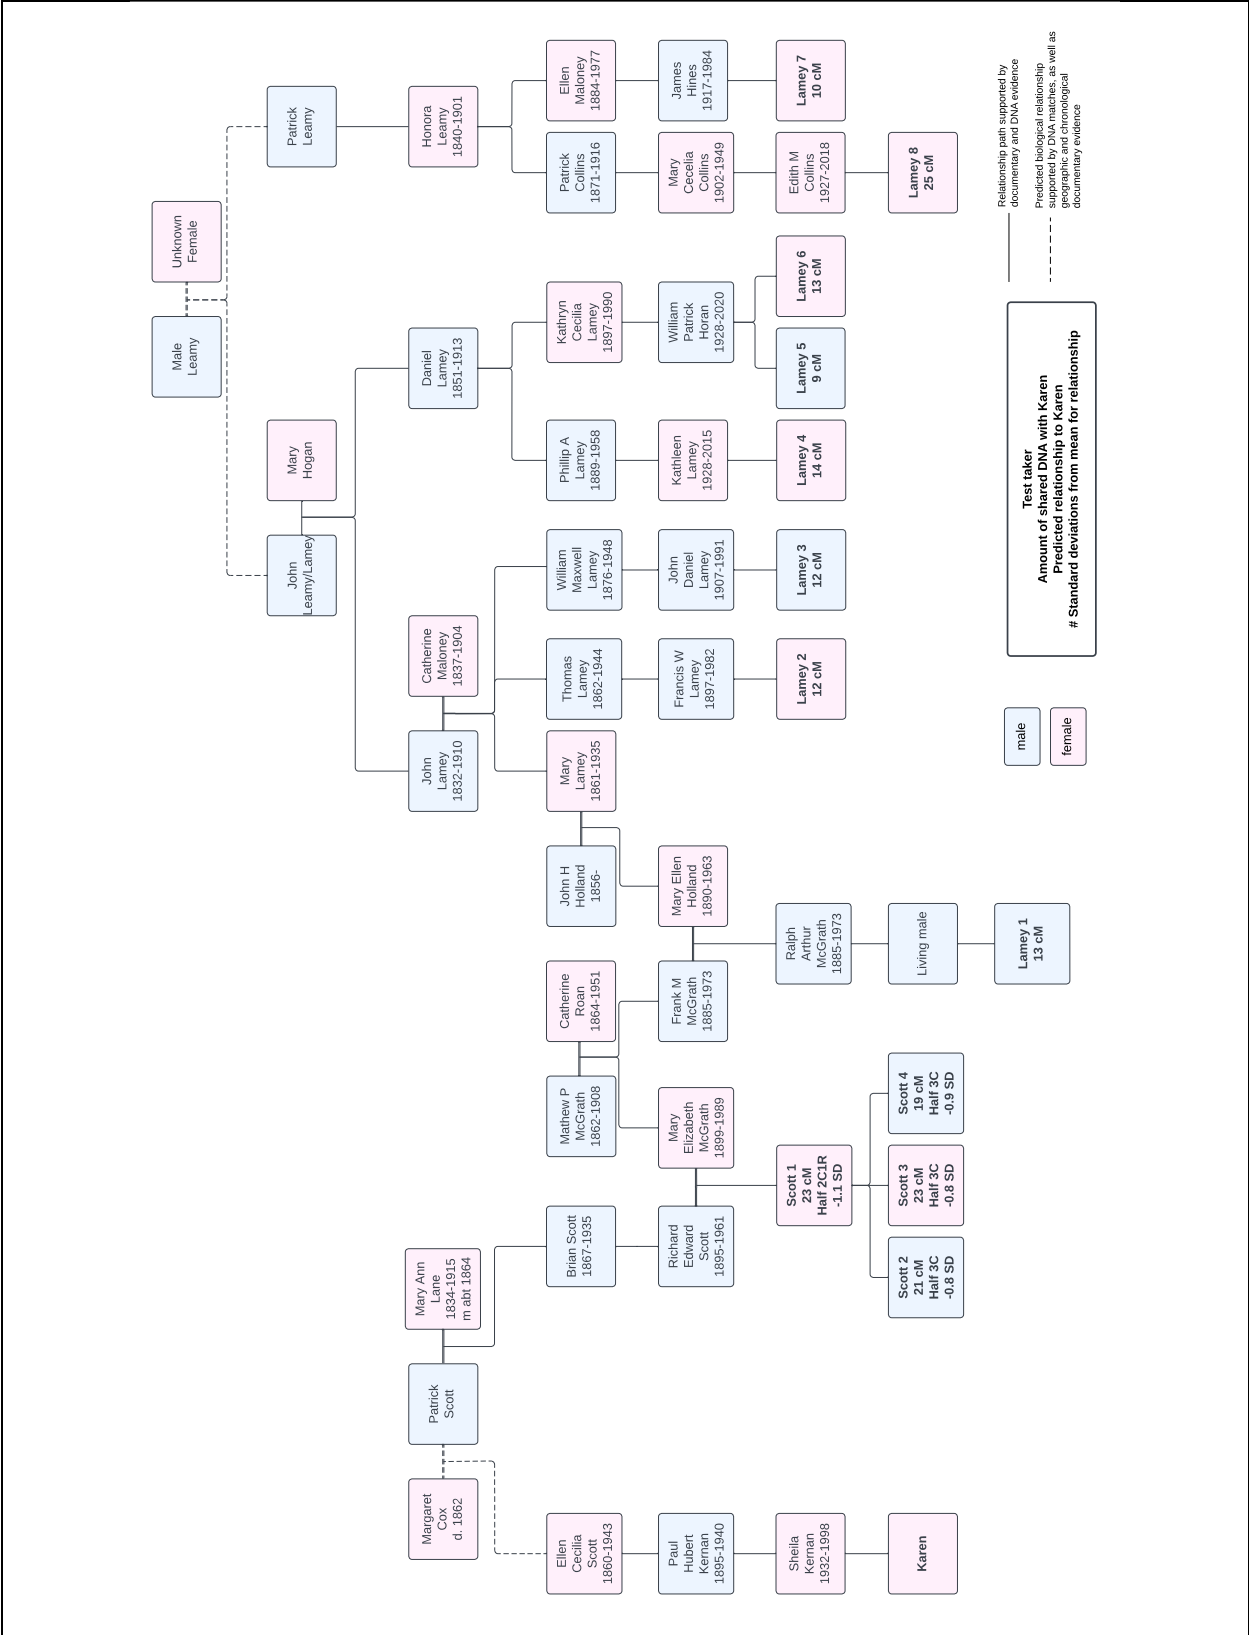 Male
Leamy
Unknown
Female
John
Leamy/Lamey
Mary
Hogan
Patrick
Leamy
Margaret
Cox
d. 1862
Patrick
Scott
Mary Ann
Lane
1834-1915
m abt 1864
John
Lamey
1832-1910
Catherine
Maloney
1837-1904
Daniel
Lamey
1851-1913
Honora
Leamy
1840-1901
Ellen
Cecilia
Scott
1860-1943
Brian Scott
1867-1935
Mathew P
McGrath
1862-1908
Catherine
Roan
1864-1951
John H
Holland
1856-
Mary
Lamey
1861-1935
Thomas
Lamey
1862-1944
William
Maxwell
Lamey
1876-1948
Phillip A
Lamey
1889-1958
Kathryn
Cecilia
Lamey
1897-1990
Patrick
Collins
1871-1916
Ellen
Maloney
1884-1977
Paul
Hubert
Kernan
1895-1940
Richard
Edward
Scott
1895-1961
Mary
Elizabeth
McGrath
1899-1989
Frank M
McGrath
1885-1973
Mary Ellen
Holland
1890-1963
Francis W
Lamey
1897-1982
John
Daniel
Lamey
1907-1991
Kathleen
Lamey
1928-2015
William
Patrick
Horan
1928-2020
Mary
Cecelia
Collins
1902-1949
James
Hines
1917-1984
Sheila
Kernan
1932-1998
Scott 1
23 cM
Half 2C1R
-1.1 SD
Ralph
Arthur
McGrath
1885-1973
Lamey 2
12 cM
Lamey 3
12 cM
Lamey 4
14 cM
Lamey 5
9 cM
Lamey 6
13 cM
Edith M
Collins
1927-2018
Lamey 7
10 cM
Karen
Scott 2
21 cM
Half 3C
-0.8 SD
Scott 3
23 cM
Half 3C
-0.8 SD
Scott 4
19 cM
Half 3C
-0.9 SD
Living male
Lamey 8
25 cM
Lamey 1
13 cM
male
female
Test taker
Amount of shared DNA with Karen
Predicted relationship to Karen
# Standard deviations from mean for relationship
Relationship path supported by
documentary and DNA evidence
Predicted biological relationship
supported by DNA matches, as well as
geographic and chronological
documentary evidence